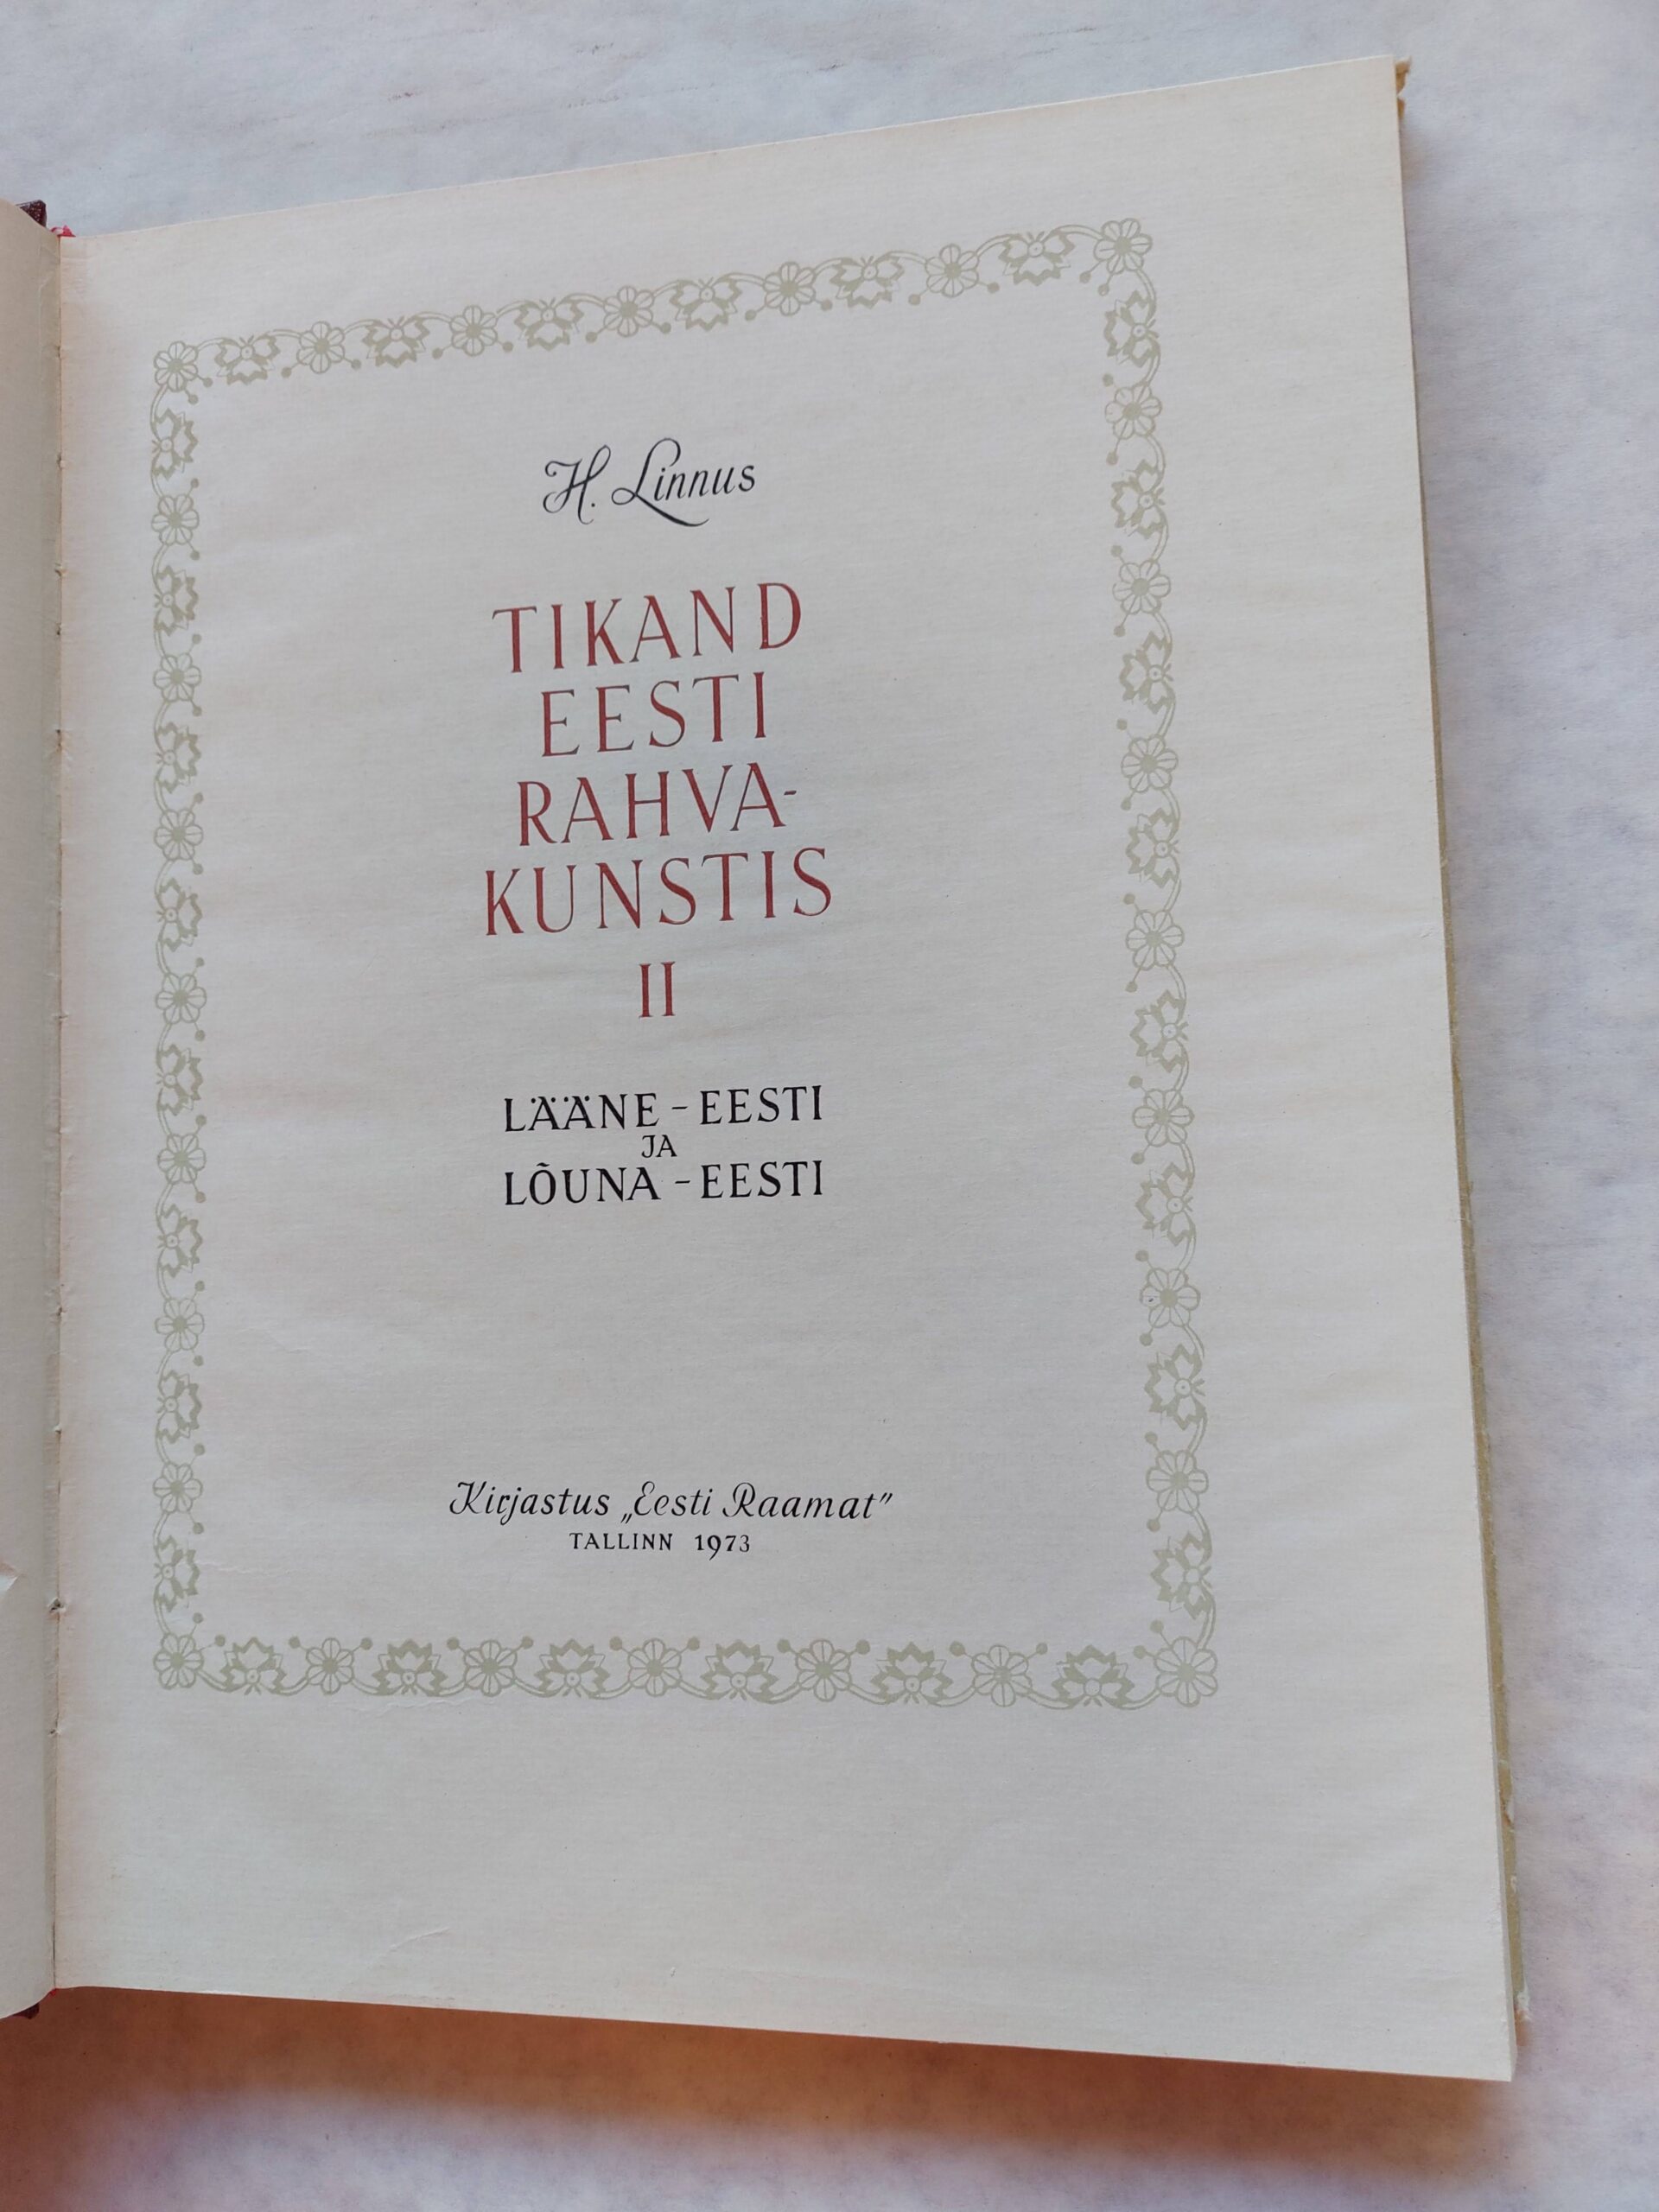 H. Linnus
TIKAND
EESTI
RAHVA-
KUNSTIS
II
LÄÄNE-EESTI
JA
LÕUNA-EESTI
Kirjastus „Eesti Raamat”
TALLINN 1973